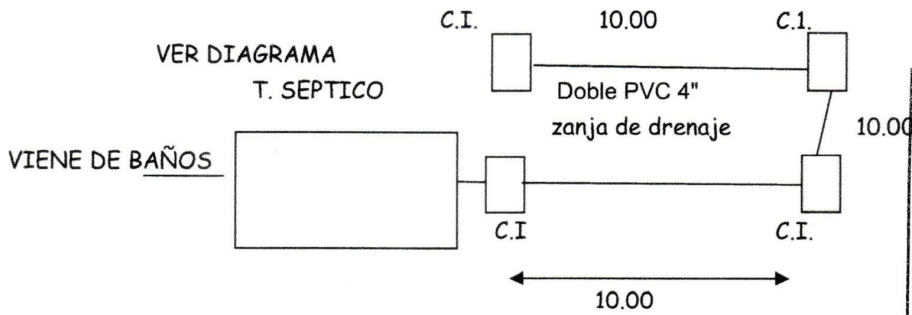 C.I. 10.00 C.1.
VER DIAGRAMA
T. SEPTICO
Doble PVC 4"
zanja de drenaje
10.00
VIENE DE BAÑOS
C.I
C.I.
10.00